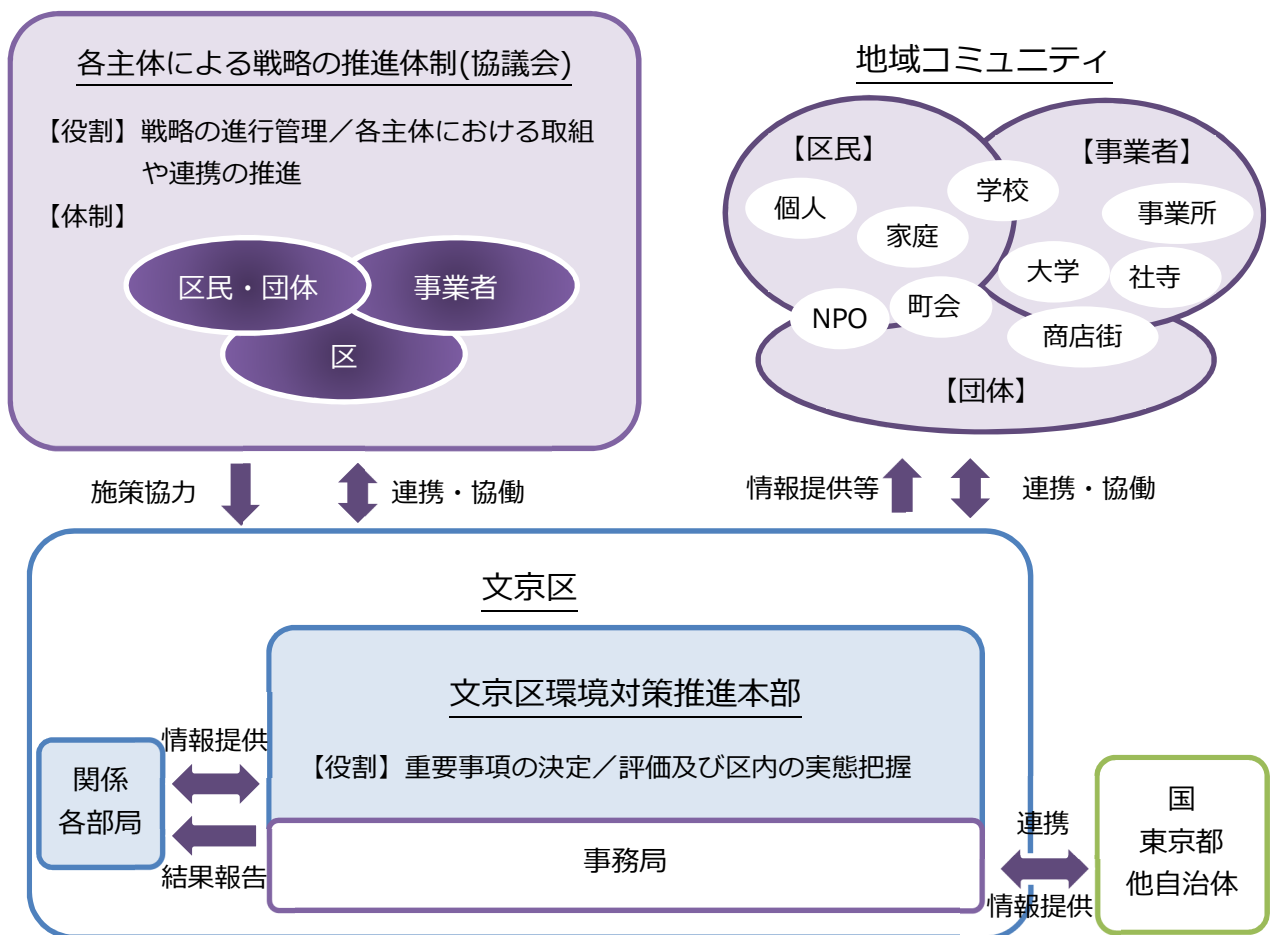 各主体による戦略の推進体制(協議会)
【役割】戦略の進行管理／各主体における取組
や連携の推進
【体制】
区民・団体
事業者
区
地域コミュニティ
【区民】
【事業者】
学校
個人
事業所
家庭
大学
社寺
NPO
町会
商店街
【団体】
施策協力
連携・協働
情報提供等
連携・協働
文京区
文京区環境対策推進本部
【役割】重要事項の決定／評価及び区内の実態把握
情報提供
関係
各部局
結果報告
事務局
連携
情報提供
国
東京都
他自治体